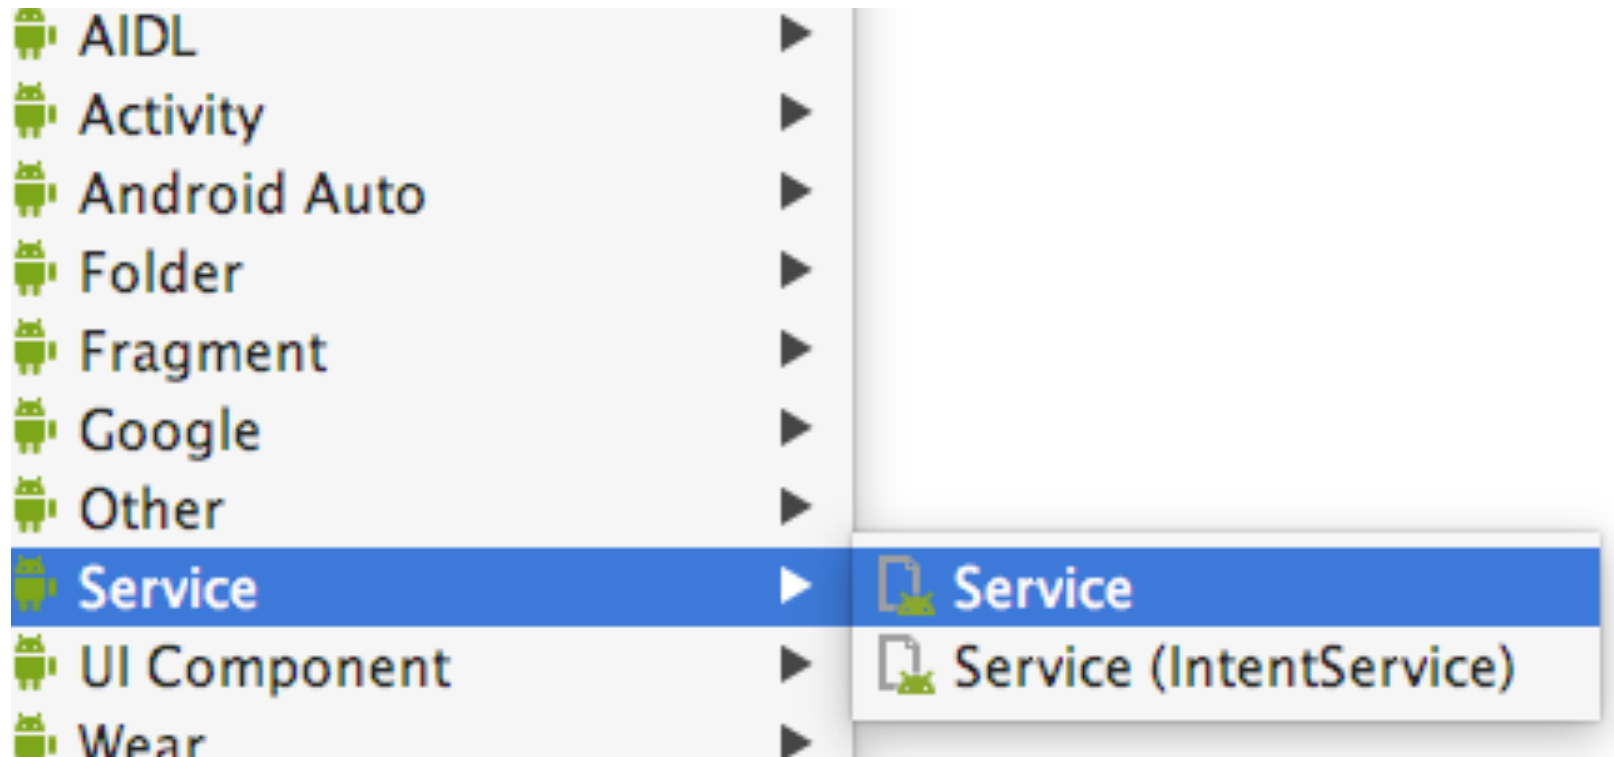 AIDL
Activity
Android Auto
Folder
Fragment
Google
Other
Service
Service
UI Component
Service (IntentService)
Wear